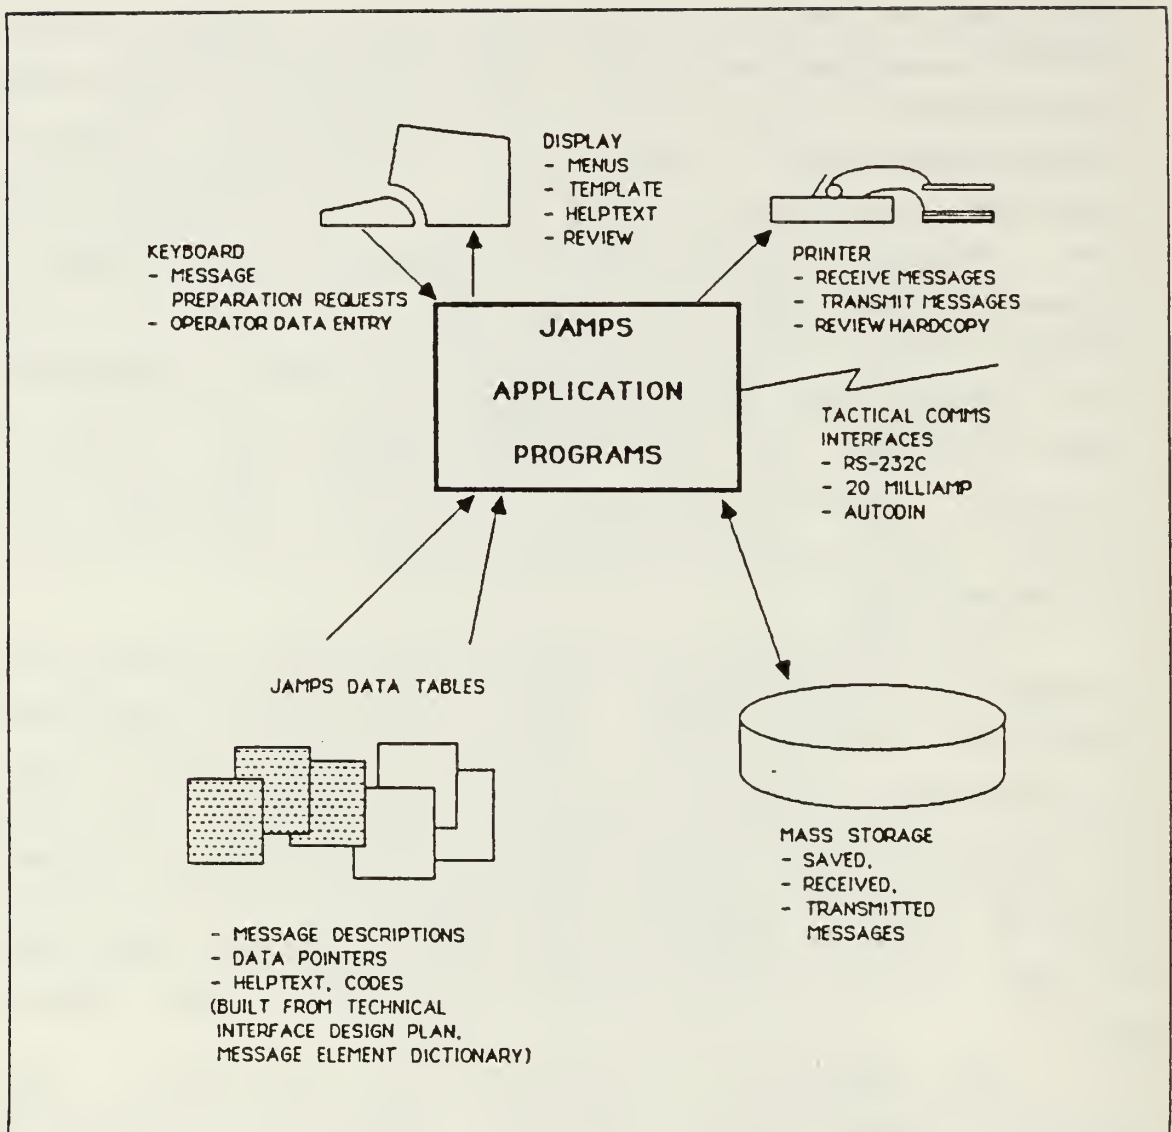 DISPLAY
- MENUS
- TEMPLATE
- HELPTEXT
- REVIEW
KEYBOARD
- MESSAGE
PREPARATION REQUESTS
- OPERATOR DATA ENTRY
PRINTER
- RECEIVE MESSAGES
- TRANSMIT MESSAGES
- REVIEW HARDCOPY
JAMPS
APPLICATION
PROGRAMS
TACTICAL COMMS
INTERFACES
- RS-232C
- 20 MILLIAMP
- AUTODIN
JAMPS DATA TABLES
- MESSAGE DESCRIPTIONS
- DATA POINTERS
- HELPTEXT, CODES
(BUILT FROM TECHNICAL
INTERFACE DESIGN PLAN,
MESSAGE ELEMENT DICTIONARY)
MASS STORAGE
- SAVED,
- RECEIVED,
- TRANSMITTED
MESSAGES